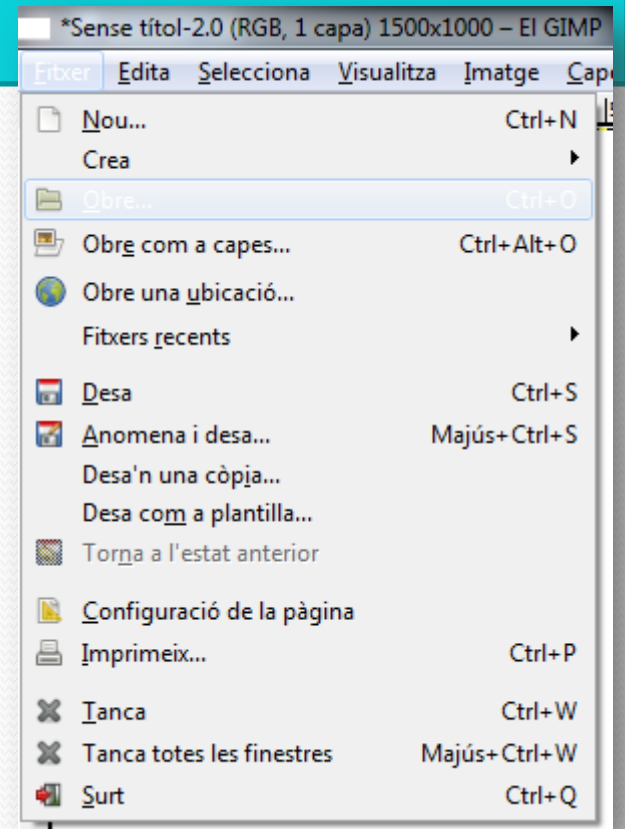 *Sense títol-2.0 (RGB, 1 capa) 1500x1000 – El GIMP
Fitxer Edita Selecciona Visualitza Imatge
Nou... Ctrl+N
Crea
Obre... Ctrl+O
Obre com a capes... Ctrl+Alt+O
Obre una ubicació...
Fitxers recents
Desa Ctrl+S
Anomena i desa... Majús+Ctrl+S
Desa'n una còpia...
Desa com a plantilla...
Torna a l'estat anterior
Configuració de la pàgina
Imprimeix... Ctrl+P
Tanca Ctrl+W
Tanca totes les finestres Majús+Ctrl+W
Surt Ctrl+Q